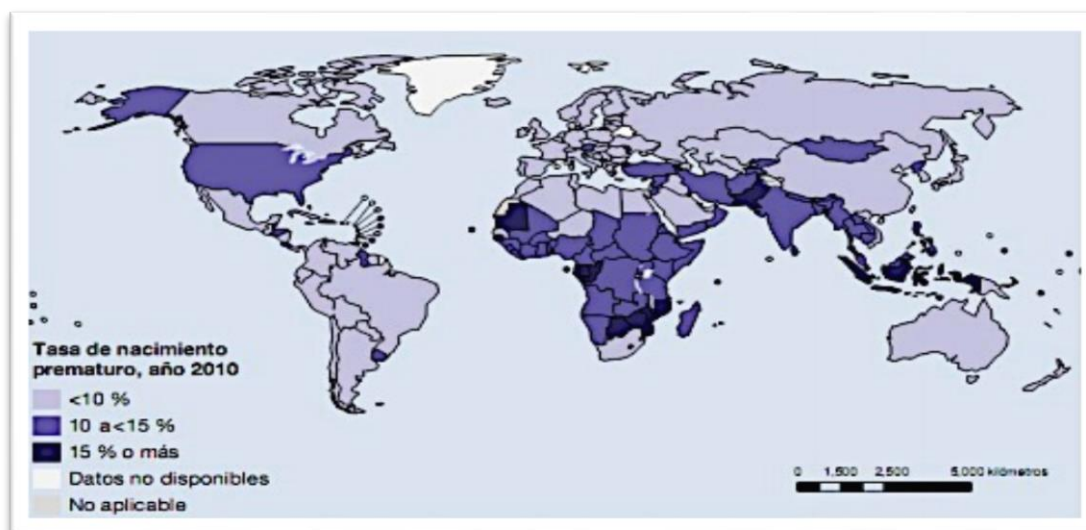 Tasa de nacimiento
prematuro, año 2010
<10 %
10 a<15 %
15 % o más
Datos no disponibles
No aplicable
0 1,500 2,500 5,000 kilómetros